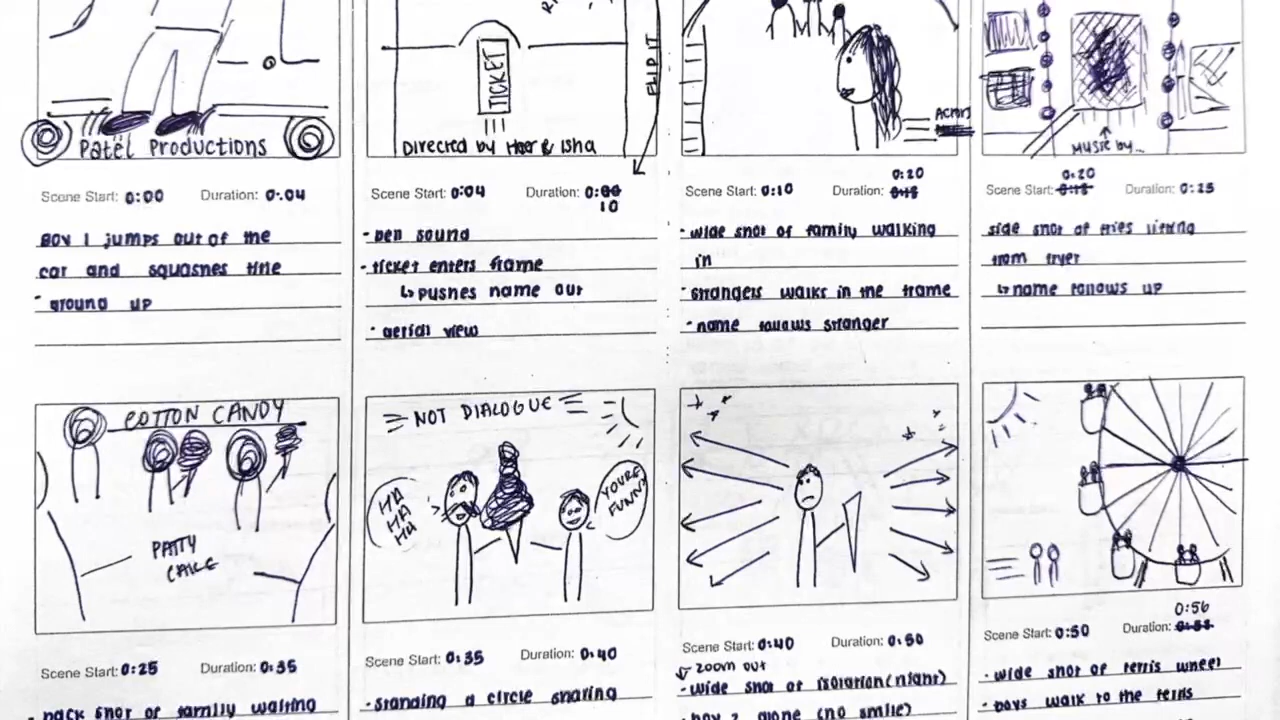 Patel Productions
TICKET
FLIP IT
Directed by Heer & Isha
ACTORS
MUSIC by...
Scene Start: 0:00 Duration: 0:04
Boy 1 jumps out of the
car and squashes the
ground up
Scene Start: 0:04 Duration: 0:10
- pen sound
- ticket enters frame
↳ pushes name out
- aerial view
Scene Start: 0:10 Duration: 0:20
- wide shot of family walking
in
- strangers walks in the frame
- name follows stranger
Scene Start: 0:20 Duration: 0:25
side shot of fries lifting
from fryer
↳ name follows up
COTTON CANDY
PATTY
CAKE
NOT DIALOGUE
HA
HA
HA
YOU'RE
FUNNY
Scene Start: 0:25 Duration: 0:35
- back shot of family waiting
Scene Start: 0:35 Duration: 0:40
- standing a circle sharing
Scene Start: 0:40 Duration: 0:50
↙ zoom out
- wide shot of isolation (night)
- boy 2 alone (no smile)
Scene Start: 0:50 Duration: 0:56
- wide shot of ferris wheel
- boys walk to the ferris